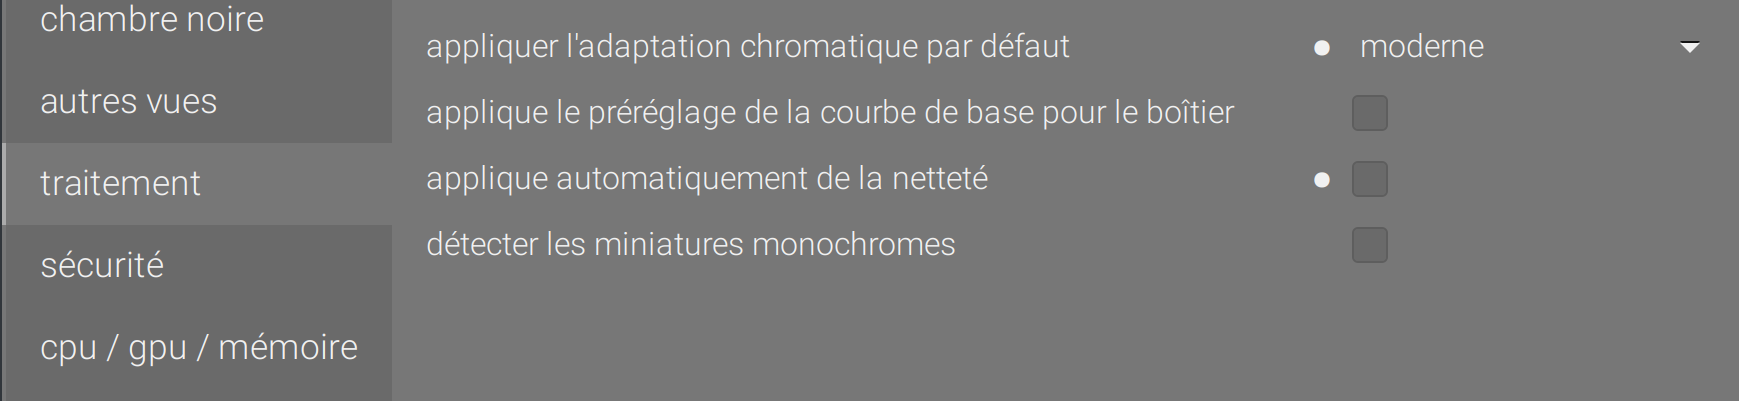 chambre noire
autres vues
traitement
sécurité
cpu / gpu / mémoire
appliquer l'adaptation chromatique par défaut moderne
applique le préréglage de la courbe de base pour le boîtier
applique automatiquement de la netteté
détecter les miniatures monochromes